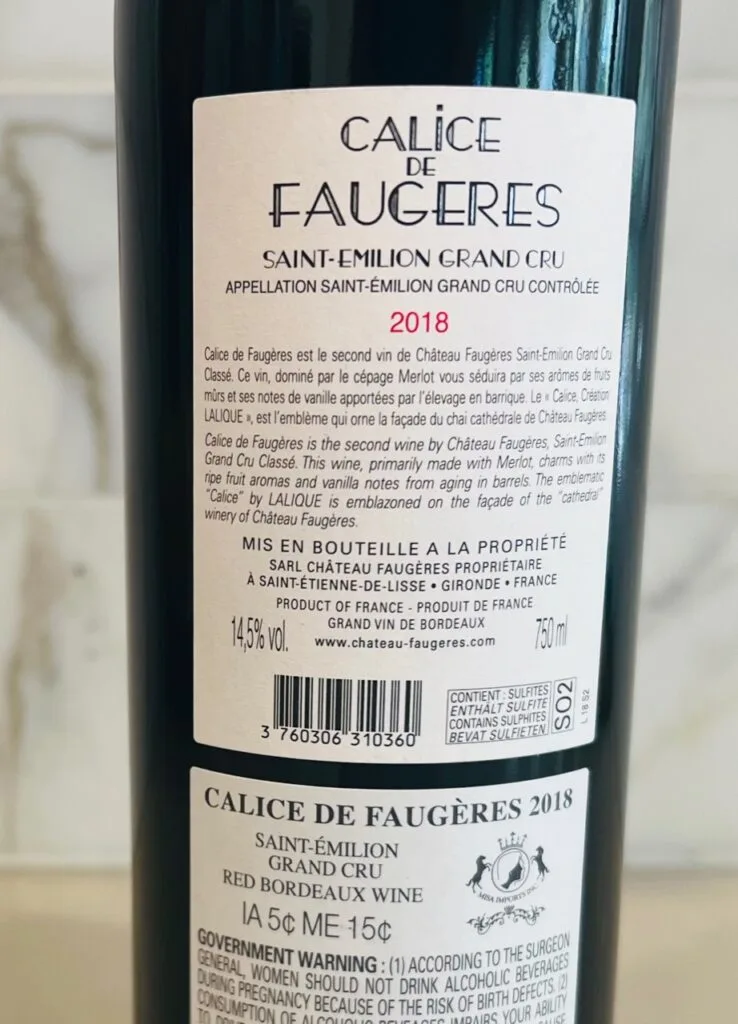 CALICE
DE
FAUGERES
SAINT-EMILION GRAND CRU
APPELLATION SAINT-ÉMILION GRAND CRU CONTRÔLÉE
2018
Calice de Faugères est le second vin de Château Faugères Saint-Emilion Grand Cru
Classé. Ce vin, dominé par le cépage Merlot vous séduira par ses arômes de fruits
mûrs et ses notes de vanille apportées par l'élevage en barrique. Le « Calice, Création
LALIQUE », est l'emblème qui orne la façade du chai cathédrale de Château Faugères
Calice de Faugères is the second wine by Château Faugères, Saint-Emilion
Grand Cru Classé. This wine, primarily made with Merlot, charms with its
ripe fruit aromas and vanilla notes from aging in barrels. The emblematic
"Calice" by LALIQUE is emblazoned on the façade of the "cathedral"
winery of Château Faugères.
MIS EN BOUTEILLE A LA PROPRIÉTÉ
SARL CHÂTEAU FAUGÈRES PROPRIÉTAIRE
À SAINT-ÉTIENNE-DE-LISSE • GIRONDE • FRANCE
PRODUCT OF FRANCE - PRODUIT DE FRANCE
GRAND VIN DE BORDEAUX
14,5% vol. www.chateau-faugeres.com 750 ml
3 760306 310360
CONTIENT : SULFITES
ENTHÄLT SULFITE
CONTAINS SULPHITES
BEVAT SULFIETEN
SO2
L 18 S2
CALICE DE FAUGÈRES 2018
SAINT-ÉMILION
GRAND CRU
RED BORDEAUX WINE
MISA IMPORTS INC.
IA 5¢ ME 15¢
GOVERNMENT WARNING : (1) ACCORDING TO THE SURGEON
GENERAL, WOMEN SHOULD NOT DRINK ALCOHOLIC BEVERAGES
DURING PREGNANCY BECAUSE OF THE RISK OF BIRTH DEFECTS. (2)
CONSUMPTION OF ALCOHOLIC BEVERAGES IMPAIRS YOUR ABILITY